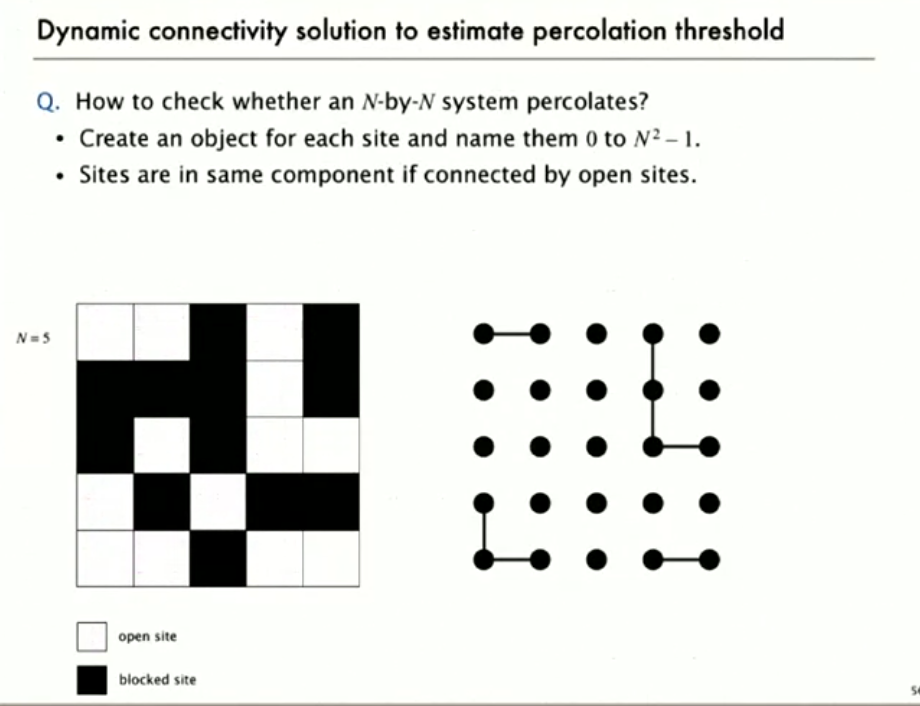 Dynamic connectivity solution to estimate percolation threshold
Q. How to check whether an N-by-N system percolates?
• Create an object for each site and name them 0 to N² – 1.
• Sites are in same component if connected by open sites.
N = 5
open site
blocked site